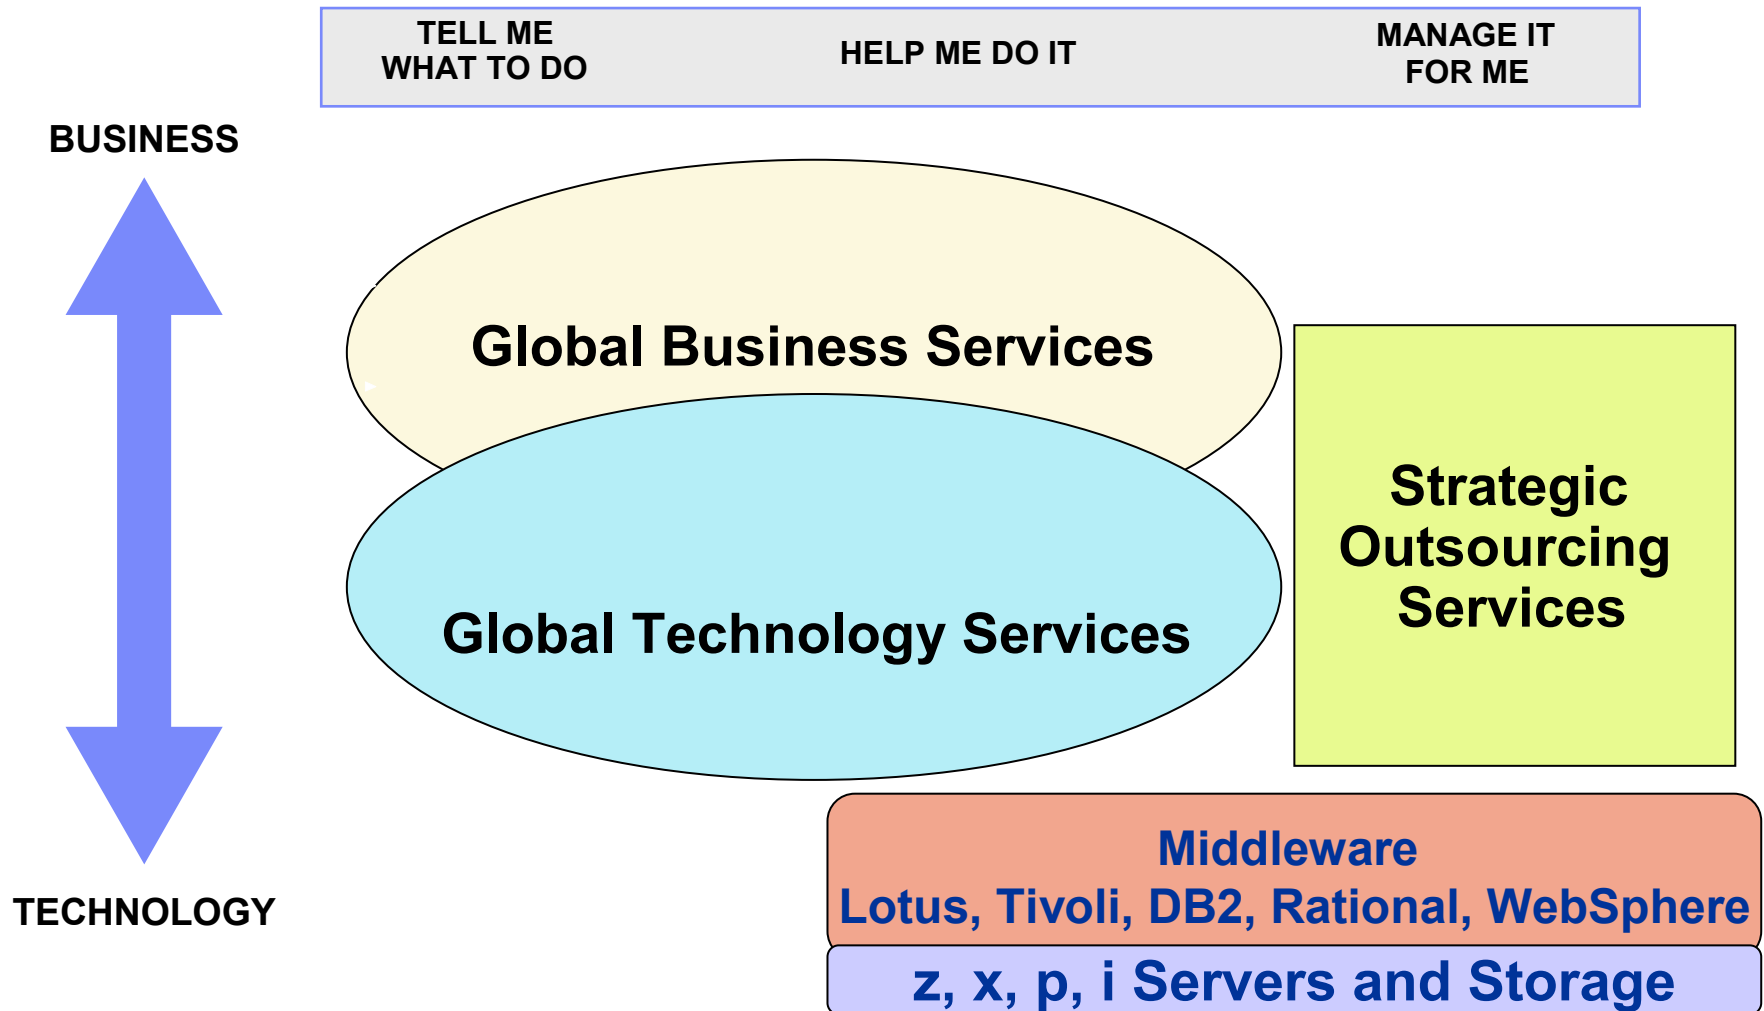 TELL ME
WHAT TO DO
HELP ME DO IT
MANAGE IT
FOR ME
BUSINESS
Global Business Services
Global Technology Services
Strategic
Outsourcing
Services
TECHNOLOGY
Middleware
Lotus, Tivoli, DB2, Rational, WebSphere
z, x, p, i Servers and Storage